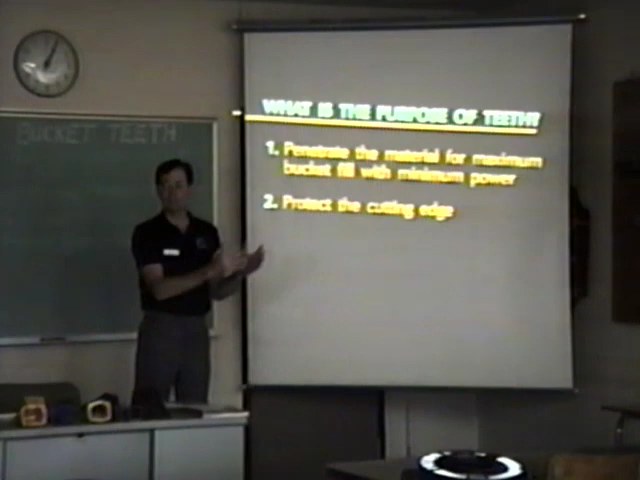 BUCKET TEETH
WHAT IS THE PURPOSE OF TEETH?
1. Penetrate the material for maximum
bucket fill with minimum power
2. Protect the cutting edge